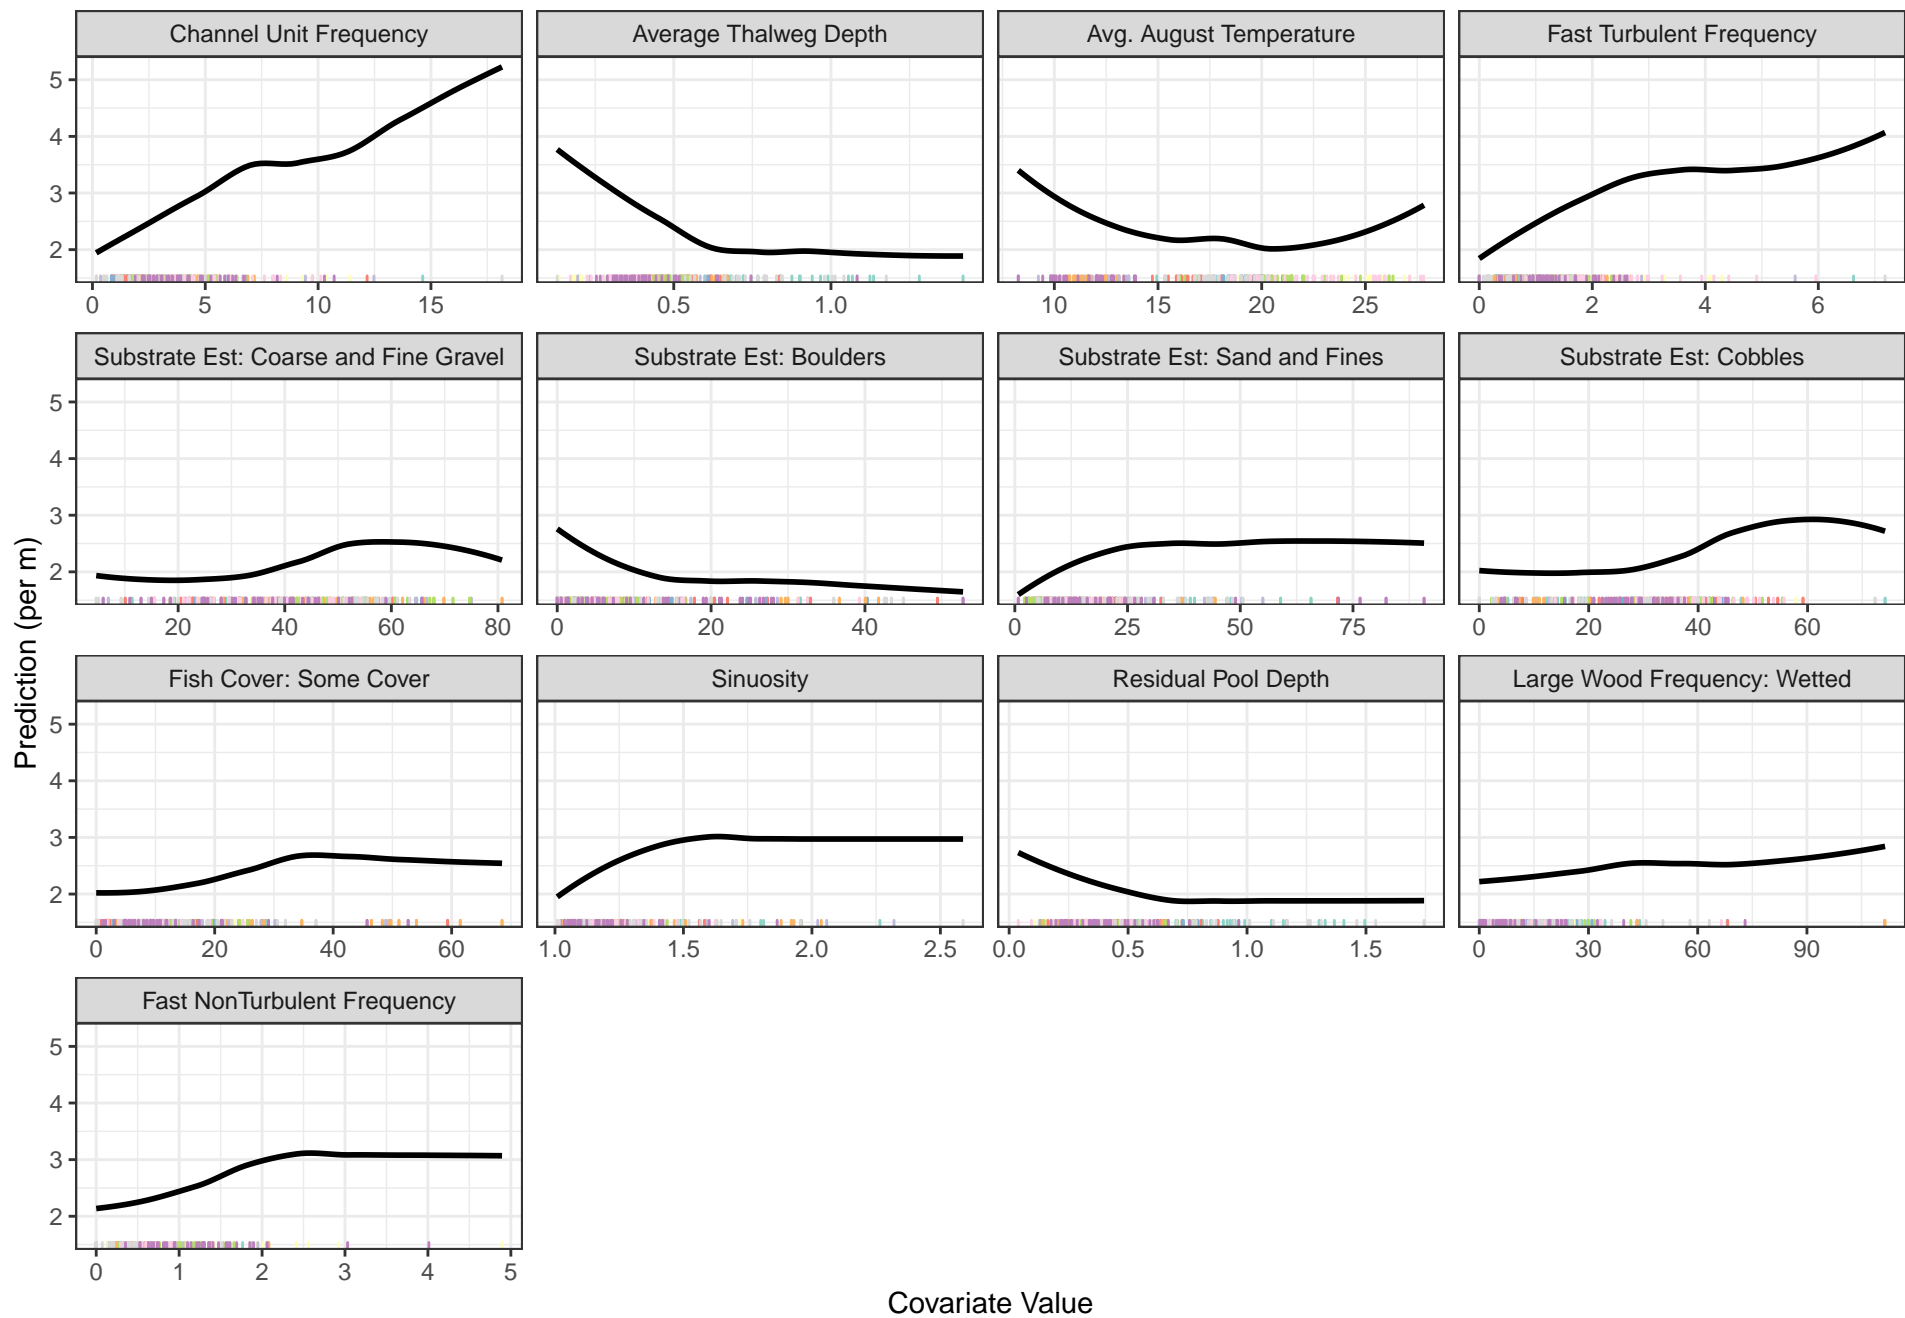 Channel Unit Frequency
Average Thalweg Depth
Avg. August Temperature
Fast Turbulent Frequency
5
4
3
2
0 5 10 15
0.5 1.0
10 15 20 25
0 2 4 6
Substrate Est: Coarse and Fine Gravel
Substrate Est: Boulders
Substrate Est: Sand and Fines
Substrate Est: Cobbles
5
4
3
2
20 40 60 80
0 20 40
0 25 50 75
0 20 40 60
Prediction (per m)
Fish Cover: Some Cover
Sinuosity
Residual Pool Depth
Large Wood Frequency: Wetted
5
4
3
2
0 20 40 60
1.0 1.5 2.0 2.5
0.0 0.5 1.0 1.5
0 30 60 90
Fast NonTurbulent Frequency
5
4
3
2
0 1 2 3 4 5
Covariate Value